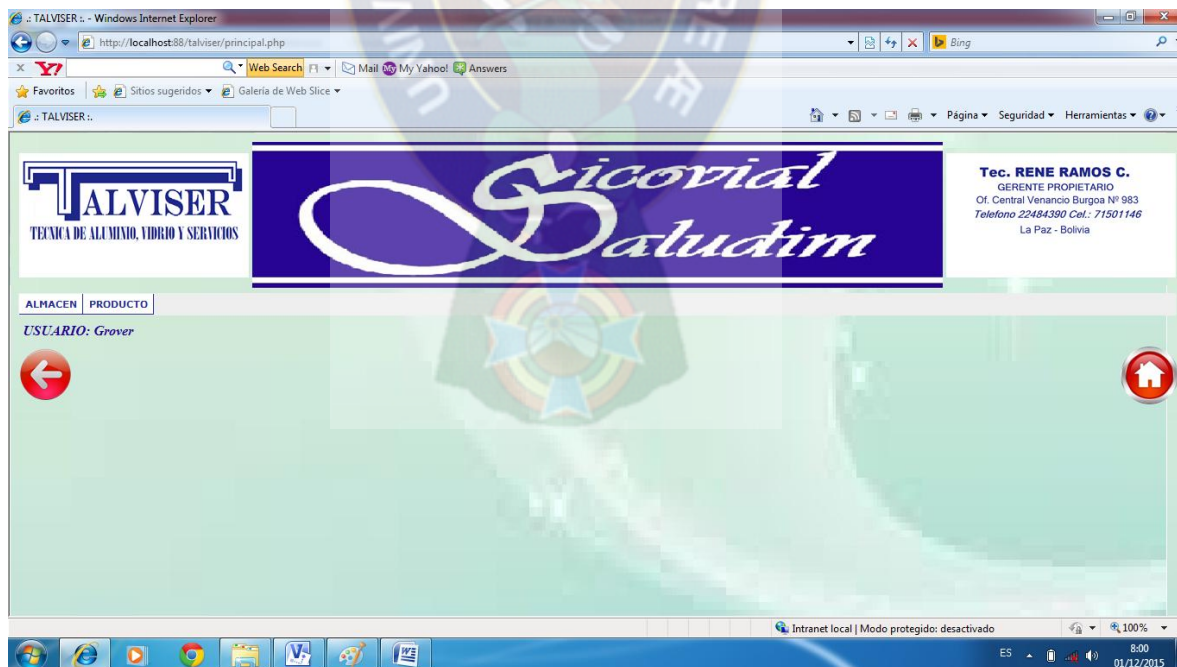 .: TALVISER :. - Windows Internet Explorer
http://localhost:88/talviser/principal.php
Bing
Web Search
Mail
My Yahoo!
Answers
Favoritos
Sitios sugeridos
Galería de Web Slice
.: TALVISER :.
Página
Seguridad
Herramientas
TALVISER
TECNICA DE ALUMINIO, VIDRIO Y SERVICIOS
Sicovial
Saludim
Tec. RENE RAMOS C.
GERENTE PROPIETARIO
Of. Central Venancio Burgoa Nº 983
Telefono 22484390 Cel.: 71501146
La Paz - Bolivia
ALMACEN
PRODUCTO
USUARIO: Grover
Intranet local | Modo protegido: desactivado
100%
ES
8:00
01/12/2015